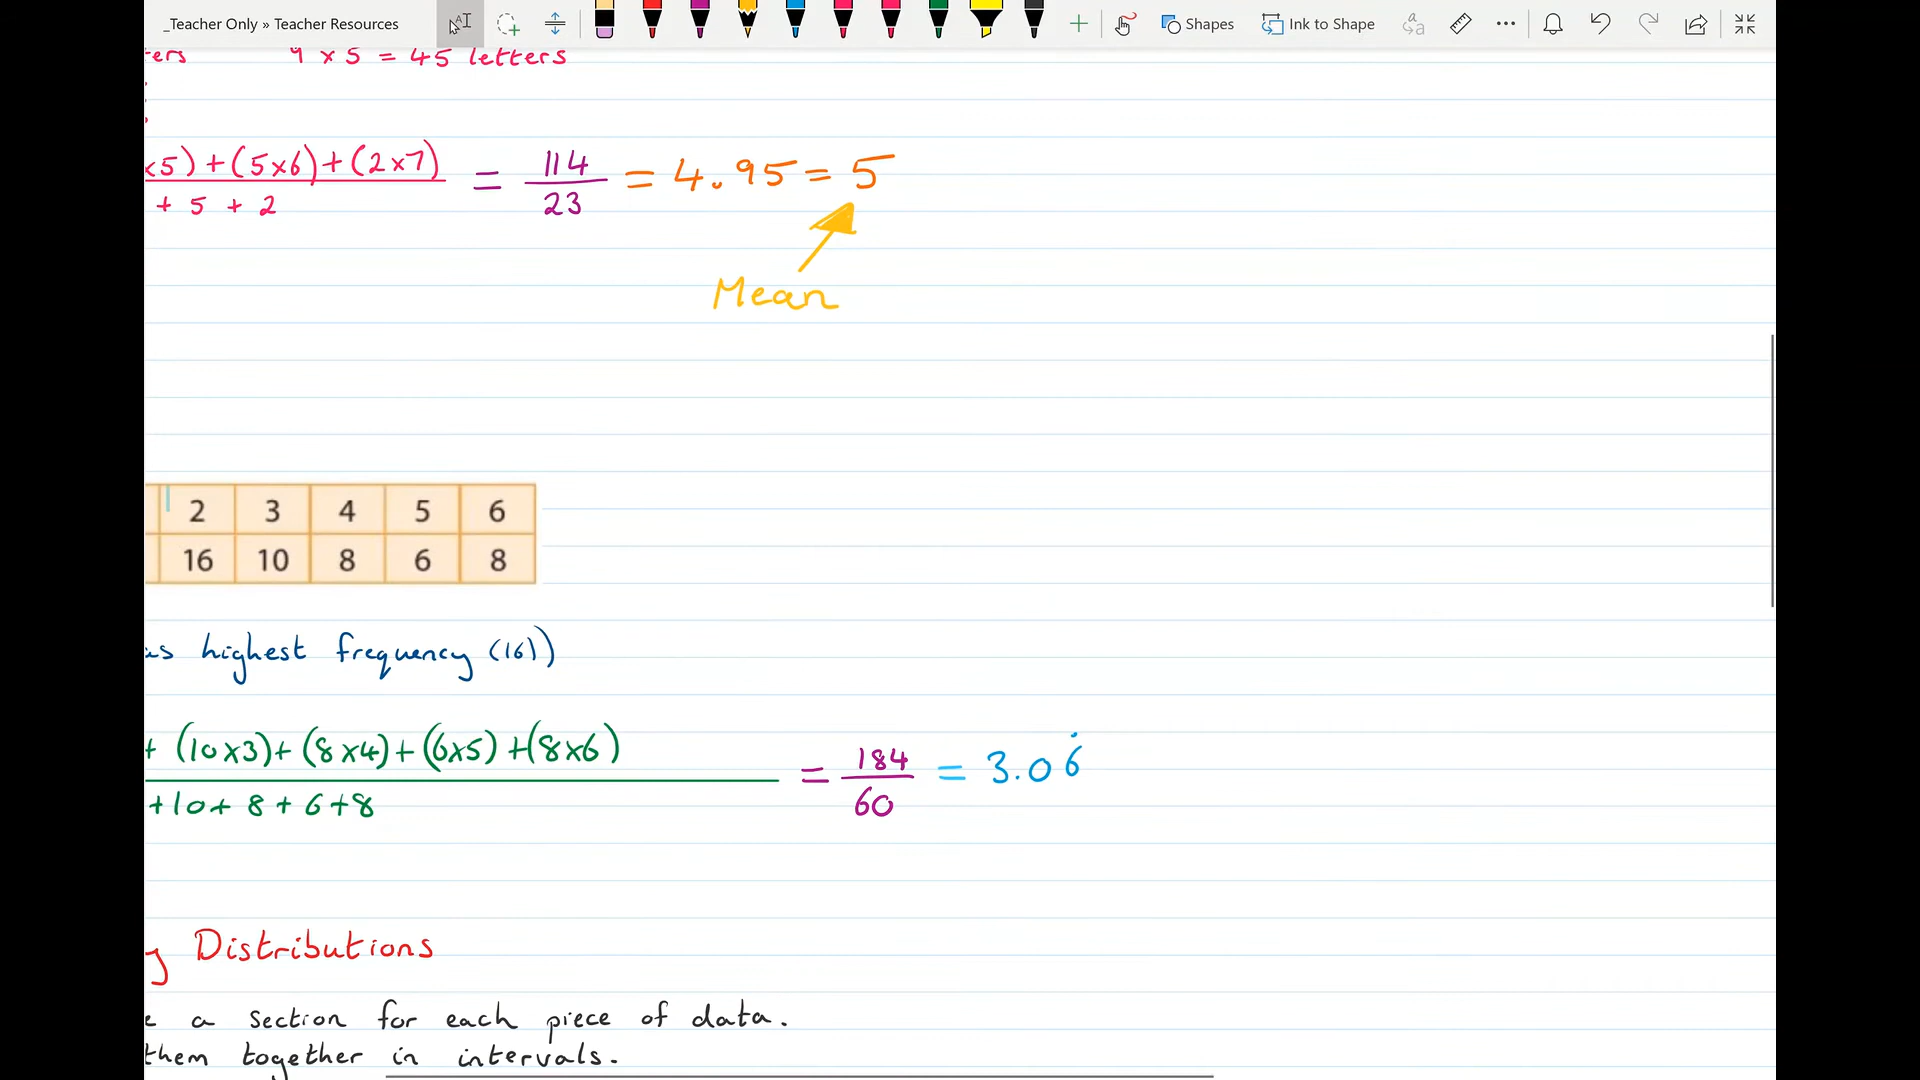 _Teacher Only » Teacher Resources
Shapes
Ink to Shape
ters 9 x 5 = 45 letters
x5) + (5x6) + (2x7) = 114 = 4.95 = 5
+ 5 + 2 23
Mean
2 3 4 5 6
16 10 8 6 8
as highest frequency (16))
+ (10x3) + (8x4) + (6x5) + (8x6) = 184 = 3.06̇
+10+ 8 + 6 +8 60
y Distributions
e a section for each piece of data.
them together in intervals.